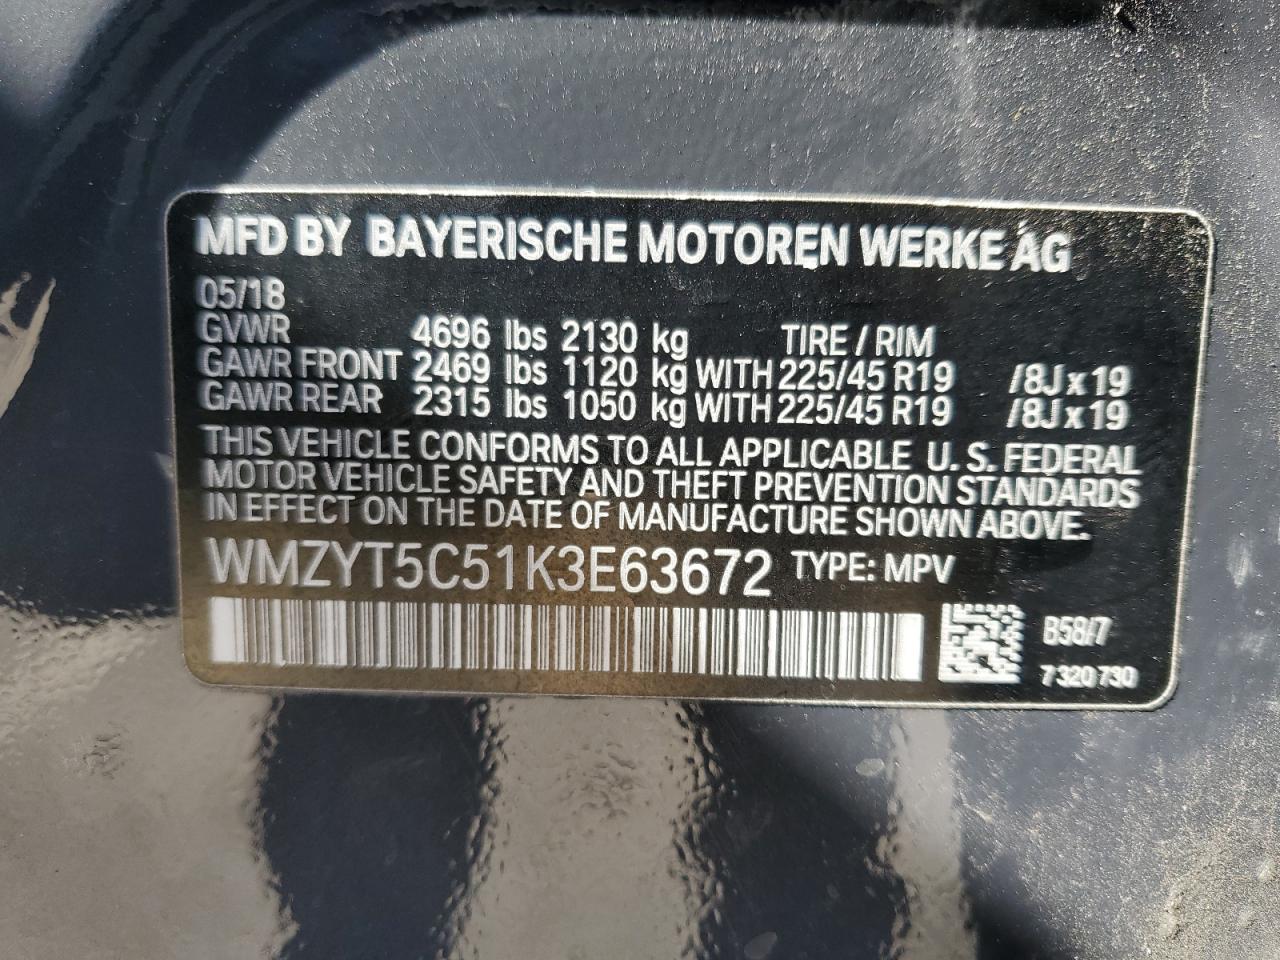 MFD BY BAYERISCHE MOTOREN WERKE AG
05/18
GVWR 4696 lbs 2130 kg TIRE / RIM
GAWR FRONT 2469 lbs 1120 kg WITH 225/45 R19 /8J x 19
GAWR REAR 2315 lbs 1050 kg WITH 225/45 R19 /8J x 19
THIS VEHICLE CONFORMS TO ALL APPLICABLE U. S. FEDERAL
MOTOR VEHICLE SAFETY AND THEFT PREVENTION STANDARDS
IN EFFECT ON THE DATE OF MANUFACTURE SHOWN ABOVE.
WMZYT5C51K3E63672 TYPE: MPV
B58/7
7 320 730